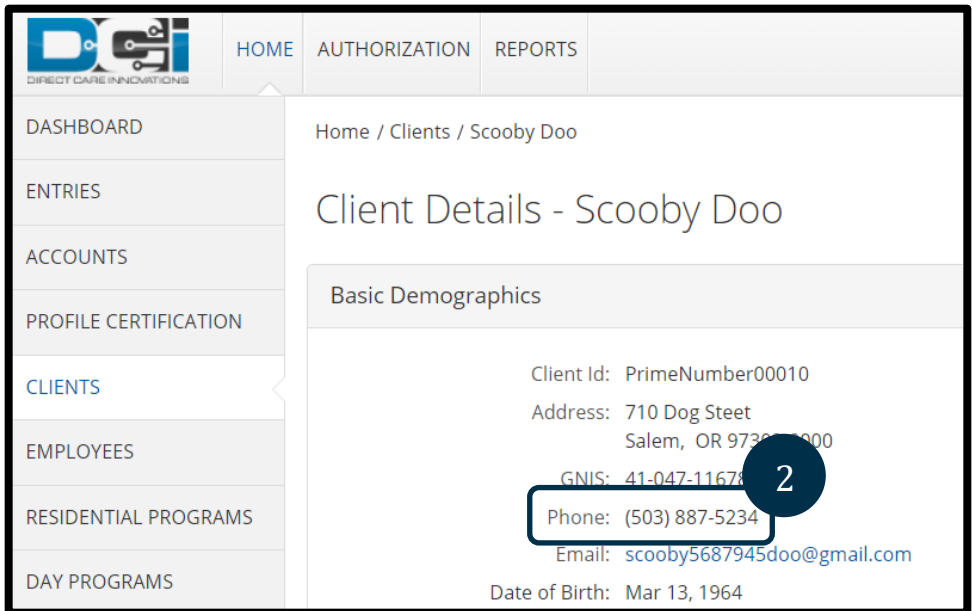 DCi
DIRECT CARE INNOVATIONS
HOME AUTHORIZATION REPORTS
DASHBOARD
ENTRIES
ACCOUNTS
PROFILE CERTIFICATION
CLIENTS
EMPLOYEES
RESIDENTIAL PROGRAMS
DAY PROGRAMS
Home / Clients / Scooby Doo
Client Details - Scooby Doo
Basic Demographics
Client Id: PrimeNumber00010
Address: 710 Dog Steet
Salem, OR
GNIS:
2
Phone: (503) 887-5234
Email: scooby5687945doo@gmail.com
Date of Birth: Mar 13, 1964